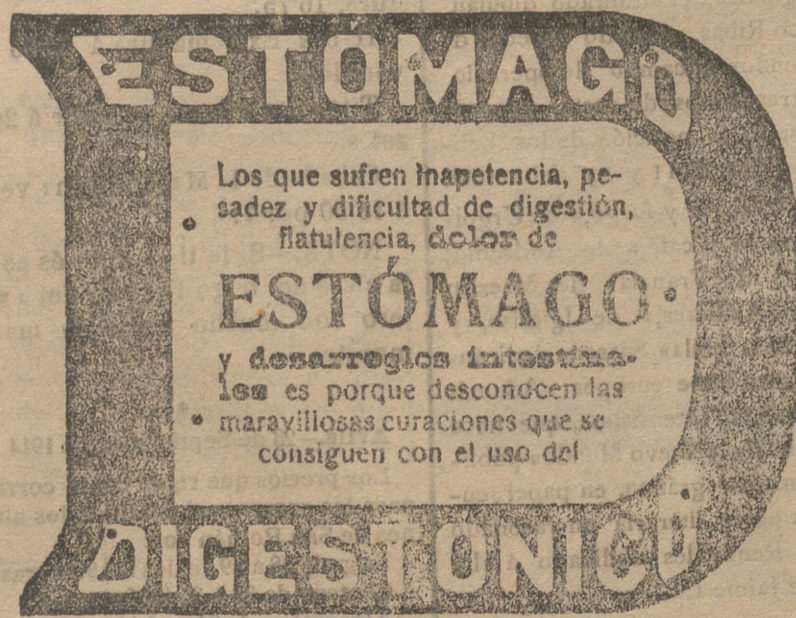 ESTOMAGO
Los que sufren inapetencia, pe-
sadez y dificultad de digestión,
flatulencia, dolor de
ESTÓMAGO
y desarreglos intestina-
les es porque desconocen las
maravillosas curaciones que se
consiguen con el uso del
DIGESTONICO